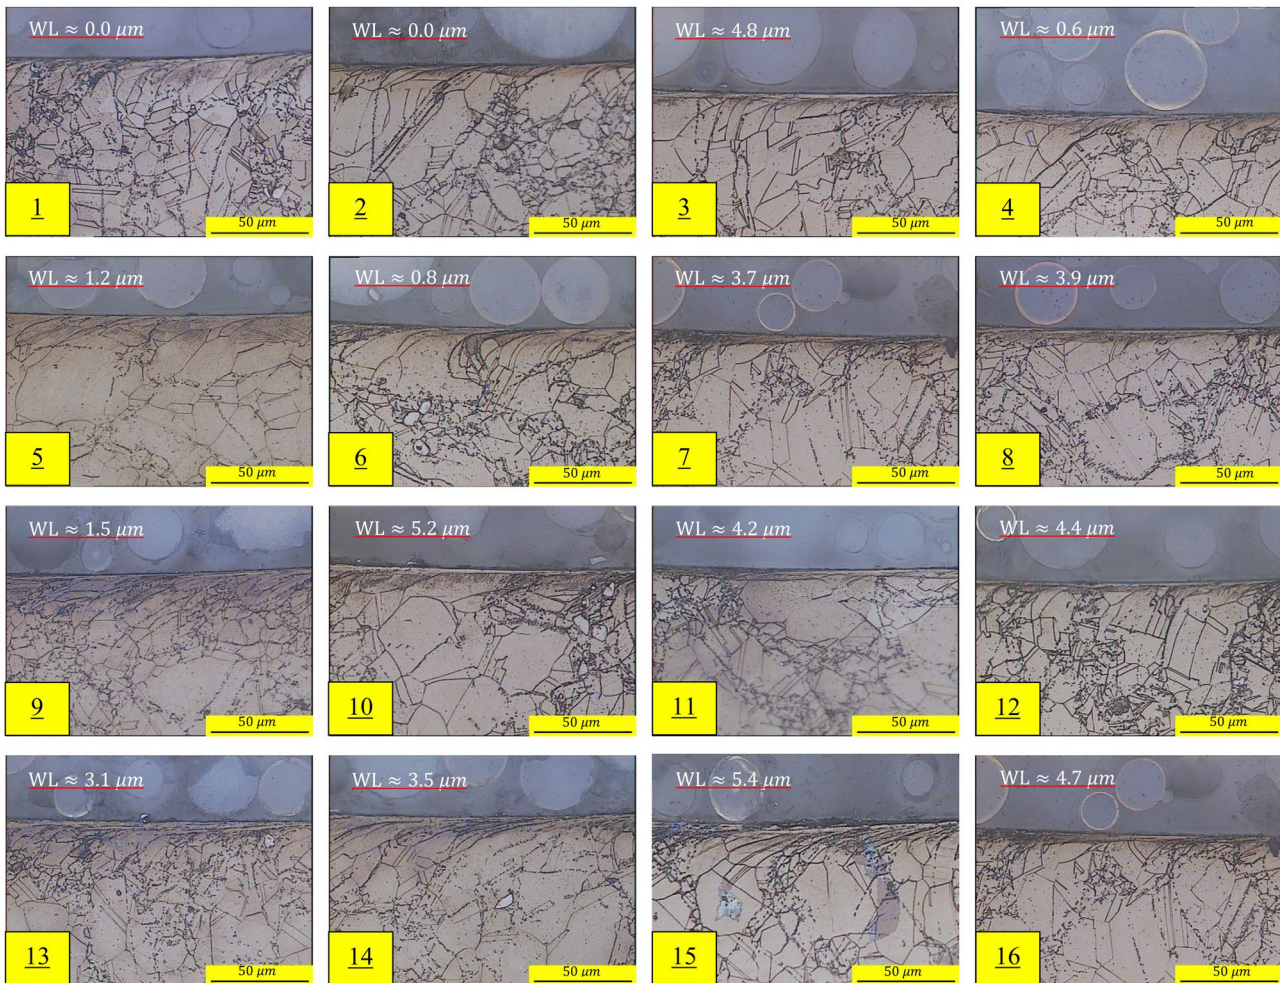 WL ≈ 0.0 μm
1
50 μm
WL ≈ 0.0 μm
2
50 μm
WL ≈ 4.8 μm
3
50 μm
WL ≈ 0.6 μm
4
50 μm
WL ≈ 1.2 μm
5
50 μm
WL ≈ 0.8 μm
6
50 μm
WL ≈ 3.7 μm
7
50 μm
WL ≈ 3.9 μm
8
50 μm
WL ≈ 1.5 μm
9
50 μm
WL ≈ 5.2 μm
10
50 μm
WL ≈ 4.2 μm
11
50 μm
WL ≈ 4.4 μm
12
50 μm
WL ≈ 3.1 μm
13
50 μm
WL ≈ 3.5 μm
14
50 μm
WL ≈ 5.4 μm
15
50 μm
WL ≈ 4.7 μm
16
50 μm